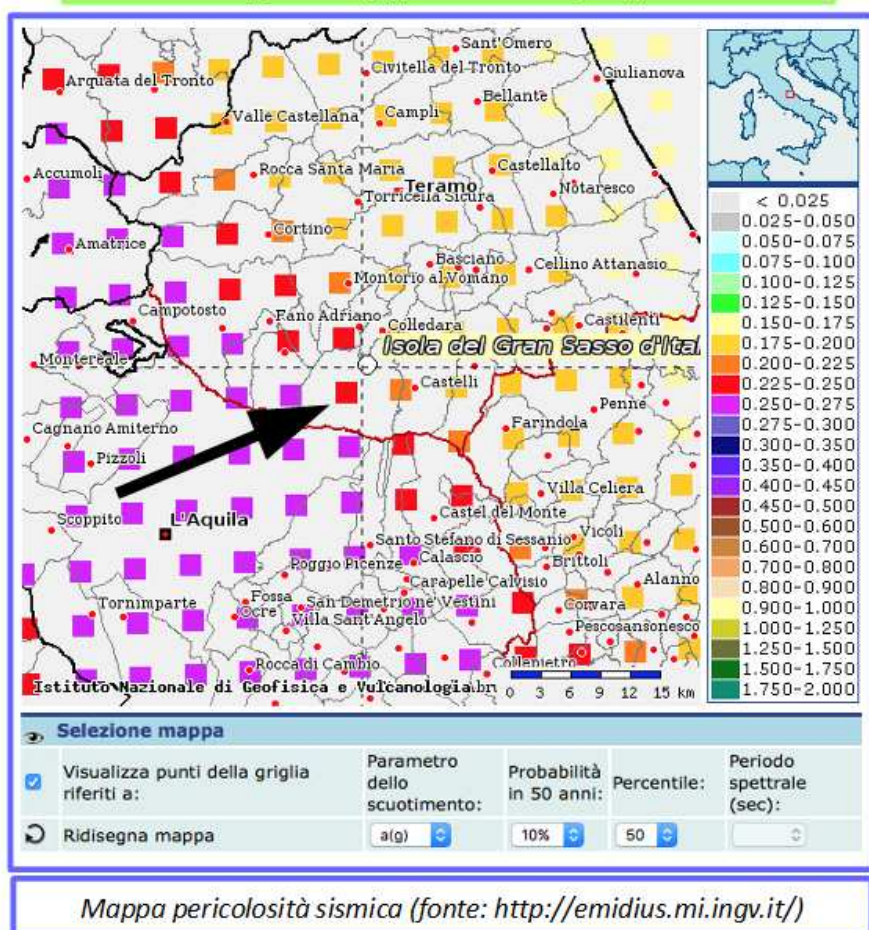 Sant'Omero
Civitella del Tronto
Giulianova
Arquata del Tronto
Bellante
Valle Castellana
Campli
Accumoli
Rocca Santa Maria
Castellalto
Teramo
Notaresco
Torricella Sicura
Amatrice
Cortino
Basciano
Cellino Attanasio
Montorio al Vomano
Campotosto
Fano Adriano
Colledara
Castilenti
Isola del Gran Sasso d'Ital
Montereale
Castelli
Penne
Cagnano Amiterno
Farindola
Pizzoli
Villa Celiera
Scoppito
L'Aquila
Castel del Monte
Santo Stefano di Sessanio
Vicoli
Poggio Picenze
Calascio
Brittoli
Carapelle Calvisio
Alanno
Tornimparte
Fossa
Ocre
San Demetrio ne' Vestini
Corvara
Villa Sant'Angelo
Pescosansonesco
Rocca di Cambio
Collepietro
Istituto Nazionale di Geofisica e Vulcanologia
0 3 6 9 12 15 km
< 0.025
0.025-0.050
0.050-0.075
0.075-0.100
0.100-0.125
0.125-0.150
0.150-0.175
0.175-0.200
0.200-0.225
0.225-0.250
0.250-0.275
0.275-0.300
0.300-0.350
0.350-0.400
0.400-0.450
0.450-0.500
0.500-0.600
0.600-0.700
0.700-0.800
0.800-0.900
0.900-1.000
1.000-1.250
1.250-1.500
1.500-1.750
1.750-2.000
Selezione mappa
Visualizza punti della griglia
riferiti a:
Parametro
dello
scuotimento:
Probabilità
in 50 anni:
Percentile:
Periodo
spettrale
(sec):
Ridisegna mappa
a(g)
10%
50
Mappa pericolosità sismica (fonte: http://emidius.mi.ingv.it/)